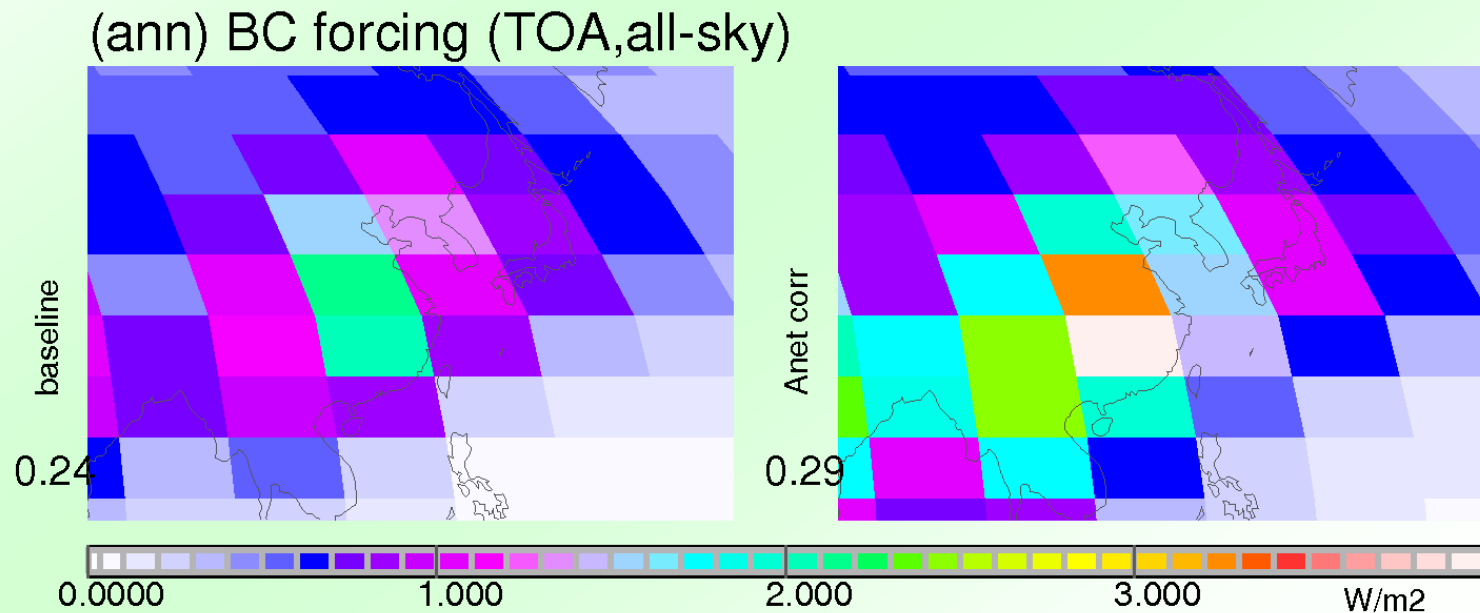 (ann) BC forcing (TOA,all-sky)
baseline
Anet corr
0.24
0.29
0.0000 1.000 2.000 3.000 W/m2